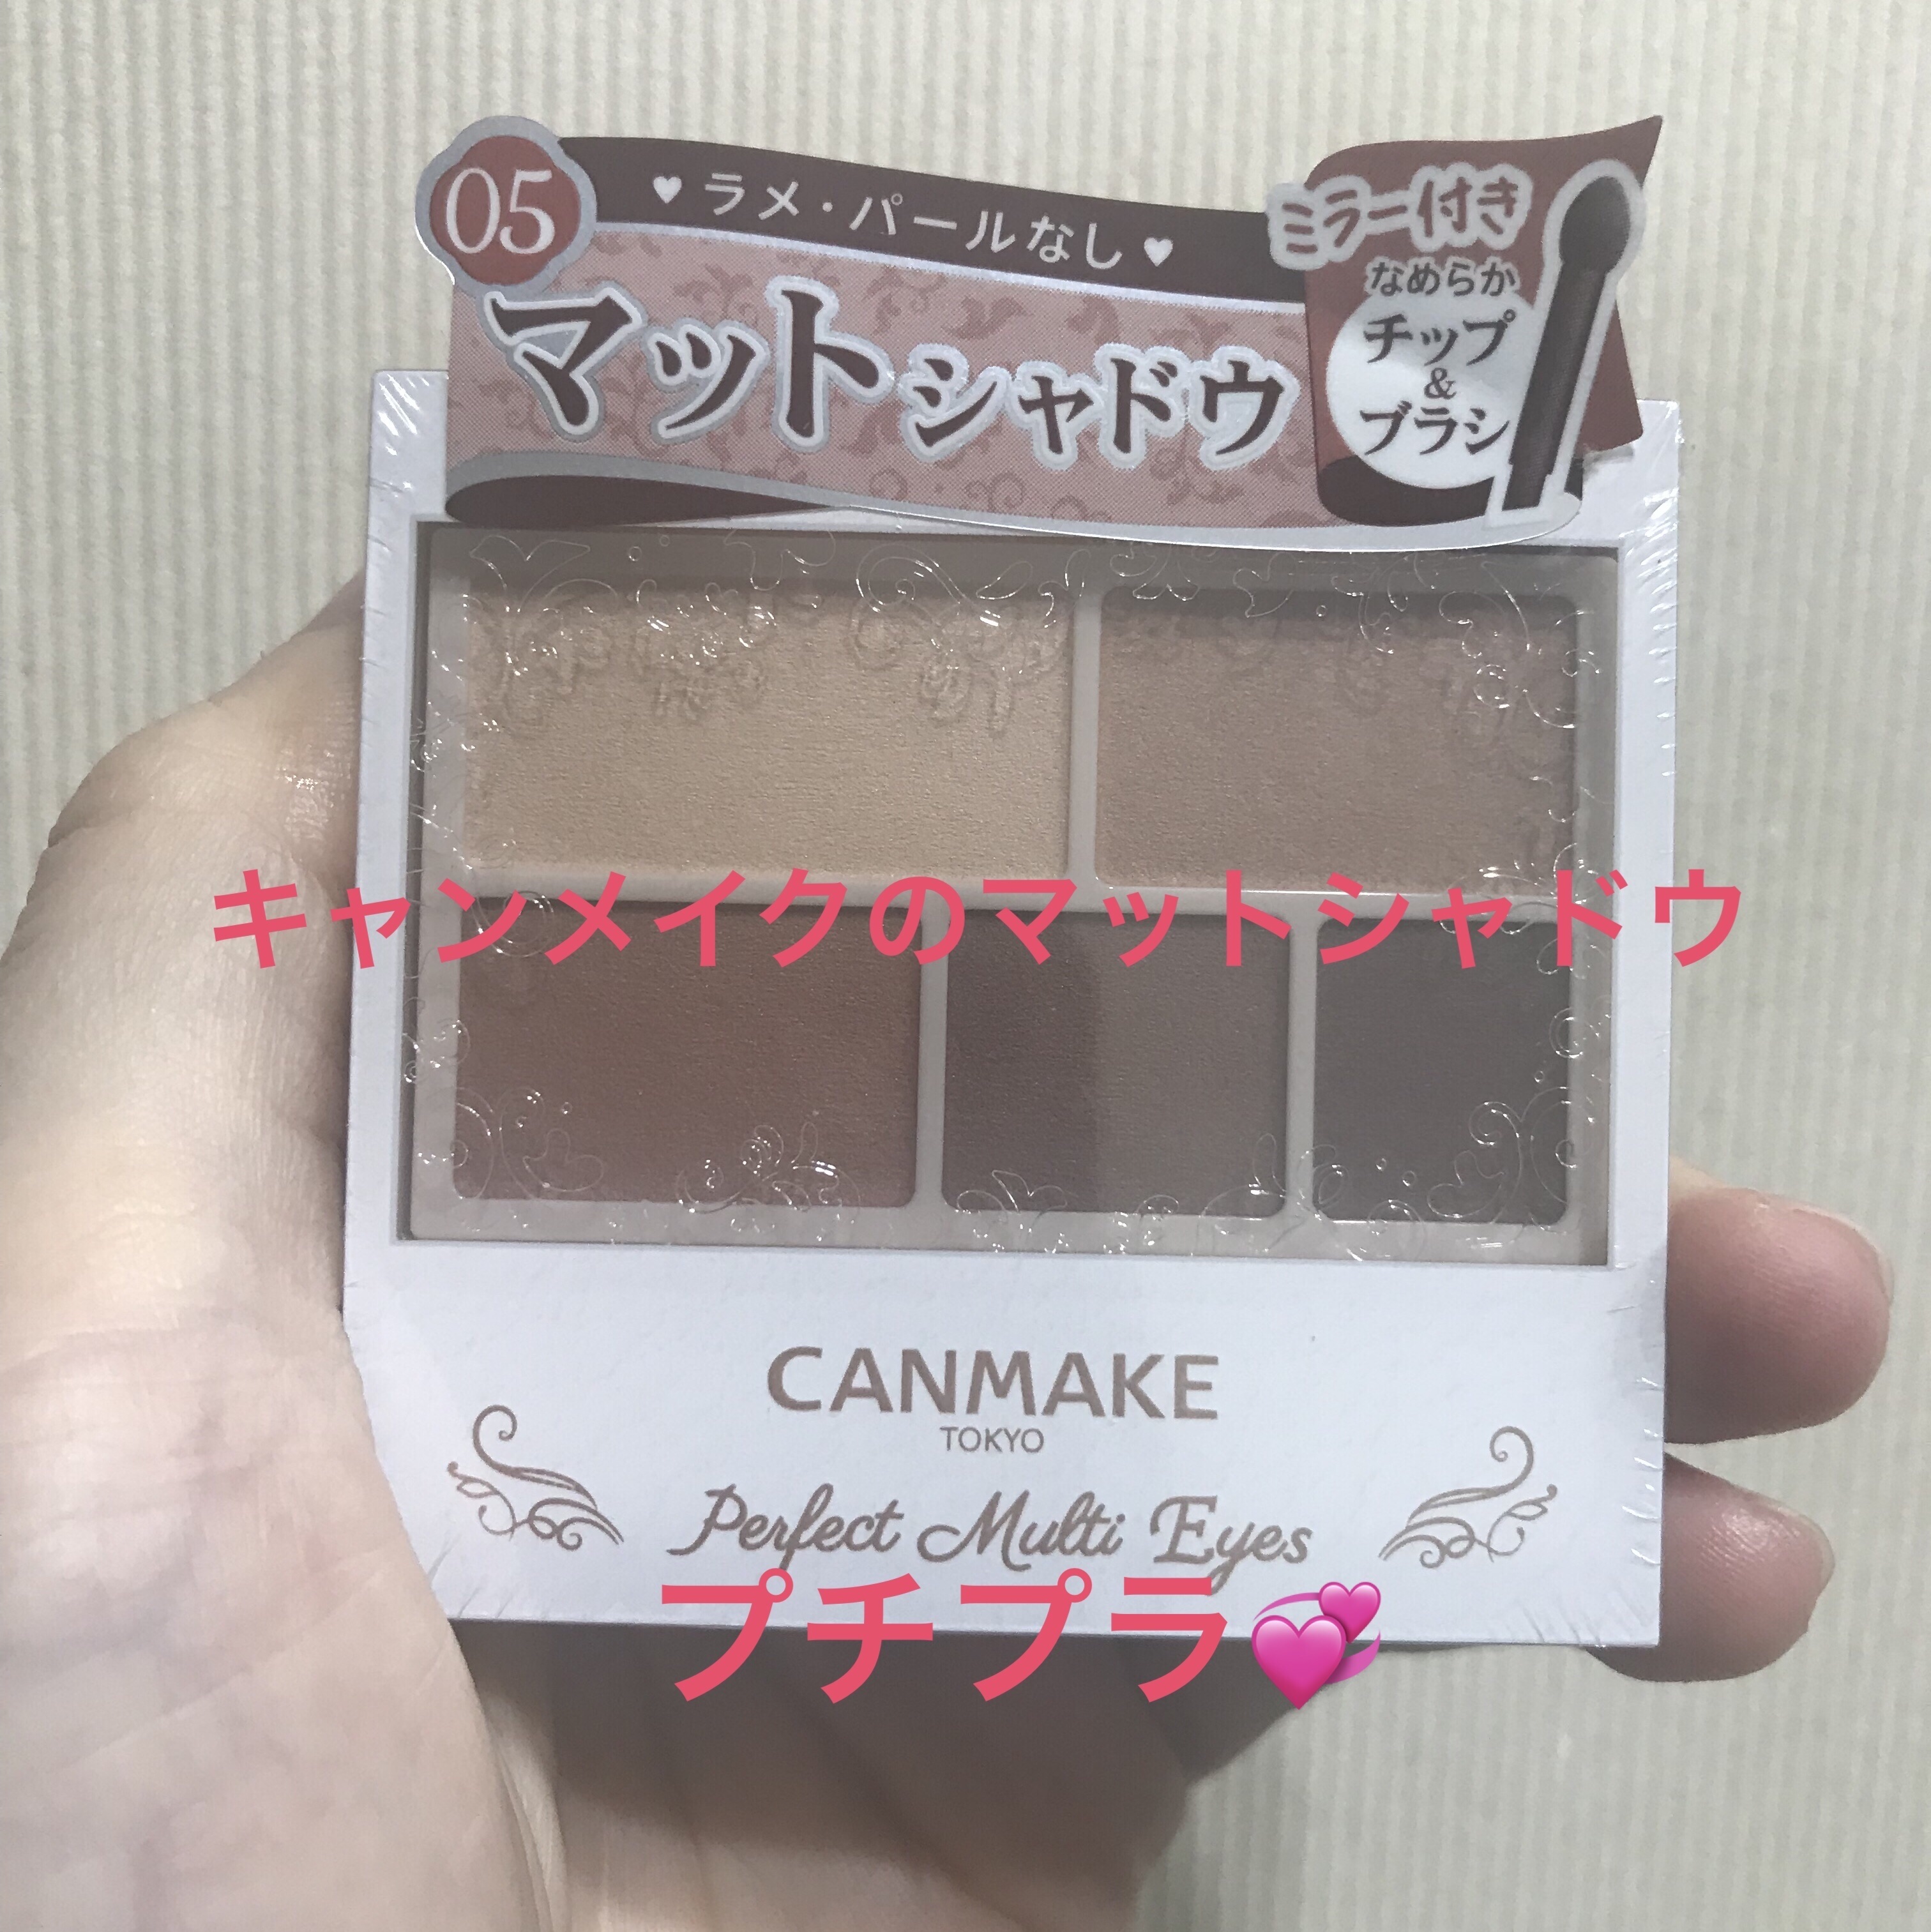 05
♥ラメ・パールなし♥
マットシャドウ
ミラー付き
なめらか
チップ
&
ブラシ
キャンメイクのマットシャドウ
CANMAKE
TOKYO
Perfect Multi Eyes
プチプラ💞